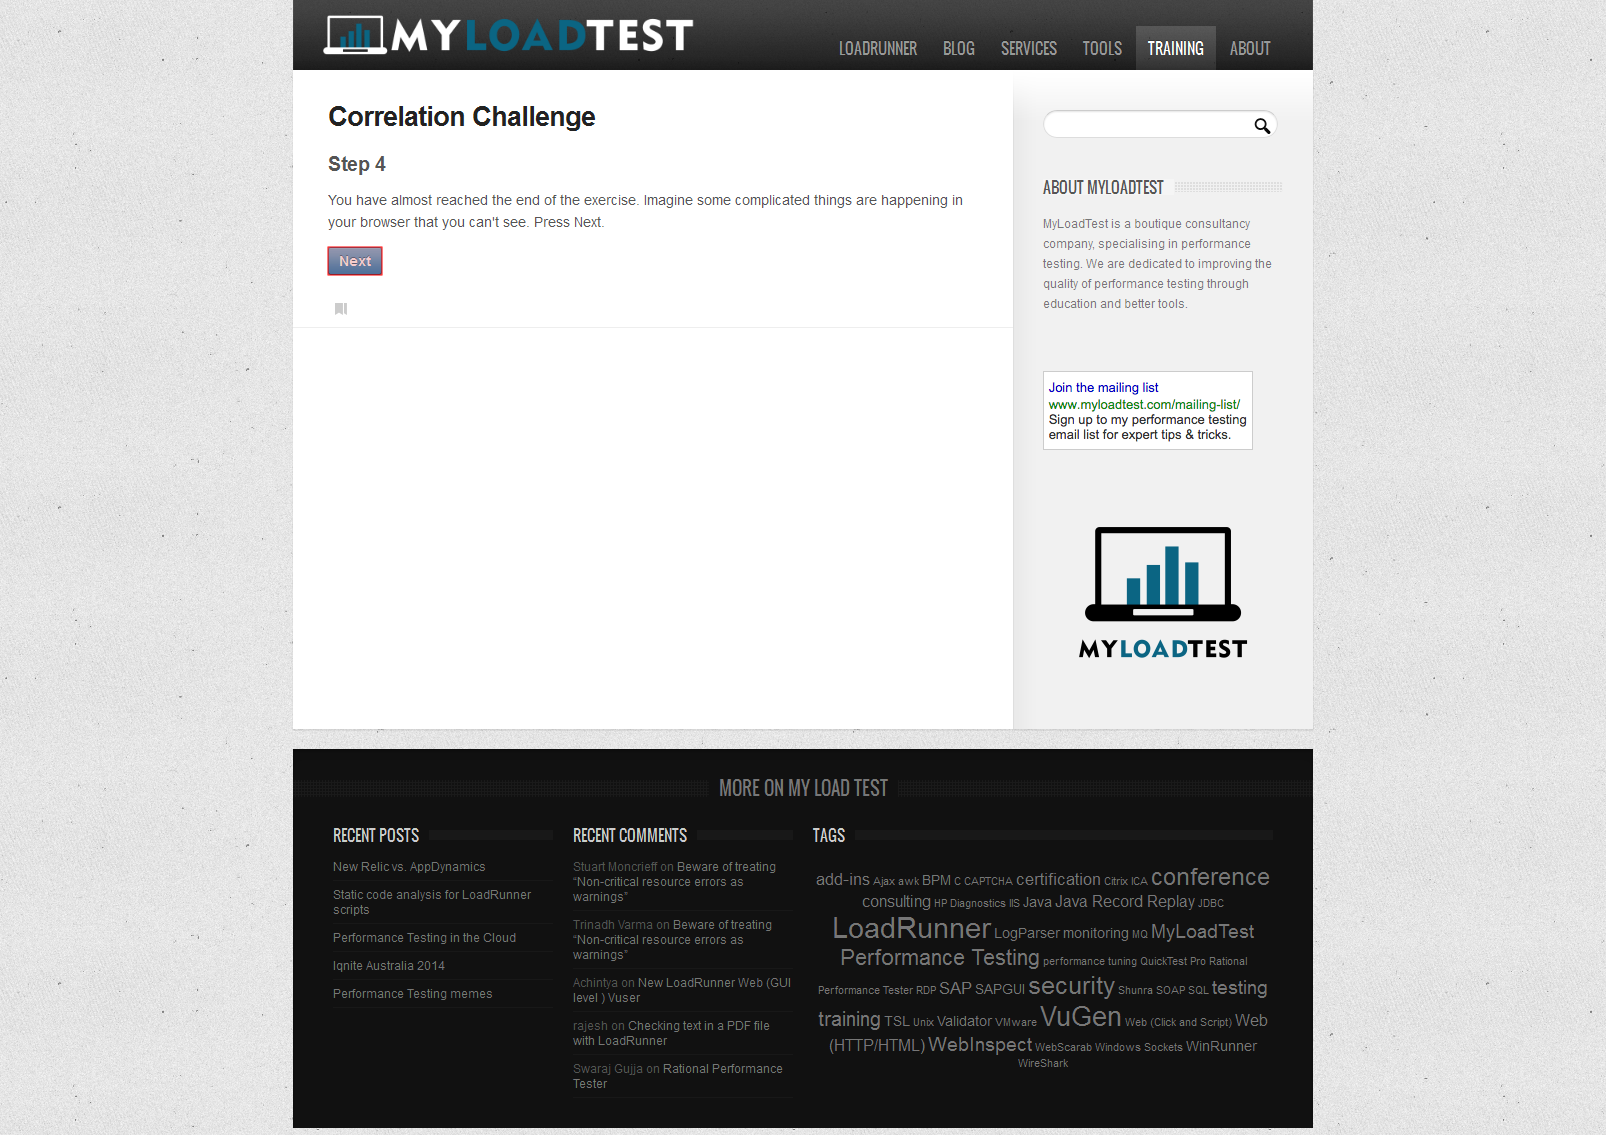 MYLOADTEST
LOADRUNNER BLOG SERVICES TOOLS TRAINING ABOUT
Correlation Challenge
Step 4
You have almost reached the end of the exercise. Imagine some complicated things are happening in
your browser that you can't see. Press Next.
Next
ABOUT MYLOADTEST
MyLoadTest is a boutique consultancy
company, specialising in performance
testing. We are dedicated to improving the
quality of performance testing through
education and better tools.
Join the mailing list
www.myloadtest.com/mailing-list/
Sign up to my performance testing
email list for expert tips & tricks.
MYLOADTEST
MORE ON MY LOAD TEST
RECENT POSTS
New Relic vs. AppDynamics
Static code analysis for LoadRunner
scripts
Performance Testing in the Cloud
Iqnite Australia 2014
Performance Testing memes
RECENT COMMENTS
Stuart Moncrieff on Beware of treating
“Non-critical resource errors as
warnings”
Trinadh Varma on Beware of treating
“Non-critical resource errors as
warnings”
Achintya on New LoadRunner Web (GUI
level ) Vuser
rajesh on Checking text in a PDF file
with LoadRunner
Swaraj Gujja on Rational Performance
Tester
TAGS
add-ins Ajax awk BPM C CAPTCHA certification Citrix ICA conference
consulting HP Diagnostics IIS Java Java Record Replay JDBC
LoadRunner LogParser monitoring MQ MyLoadTest
Performance Testing performance tuning QuickTest Pro Rational
Performance Tester RDP SAP SAPGUI security Shunra SOAP SQL testing
training TSL Unix Validator VMware VuGen Web (Click and Script) Web
(HTTP/HTML) WebInspect WebScarab Windows Sockets WinRunner
WireShark